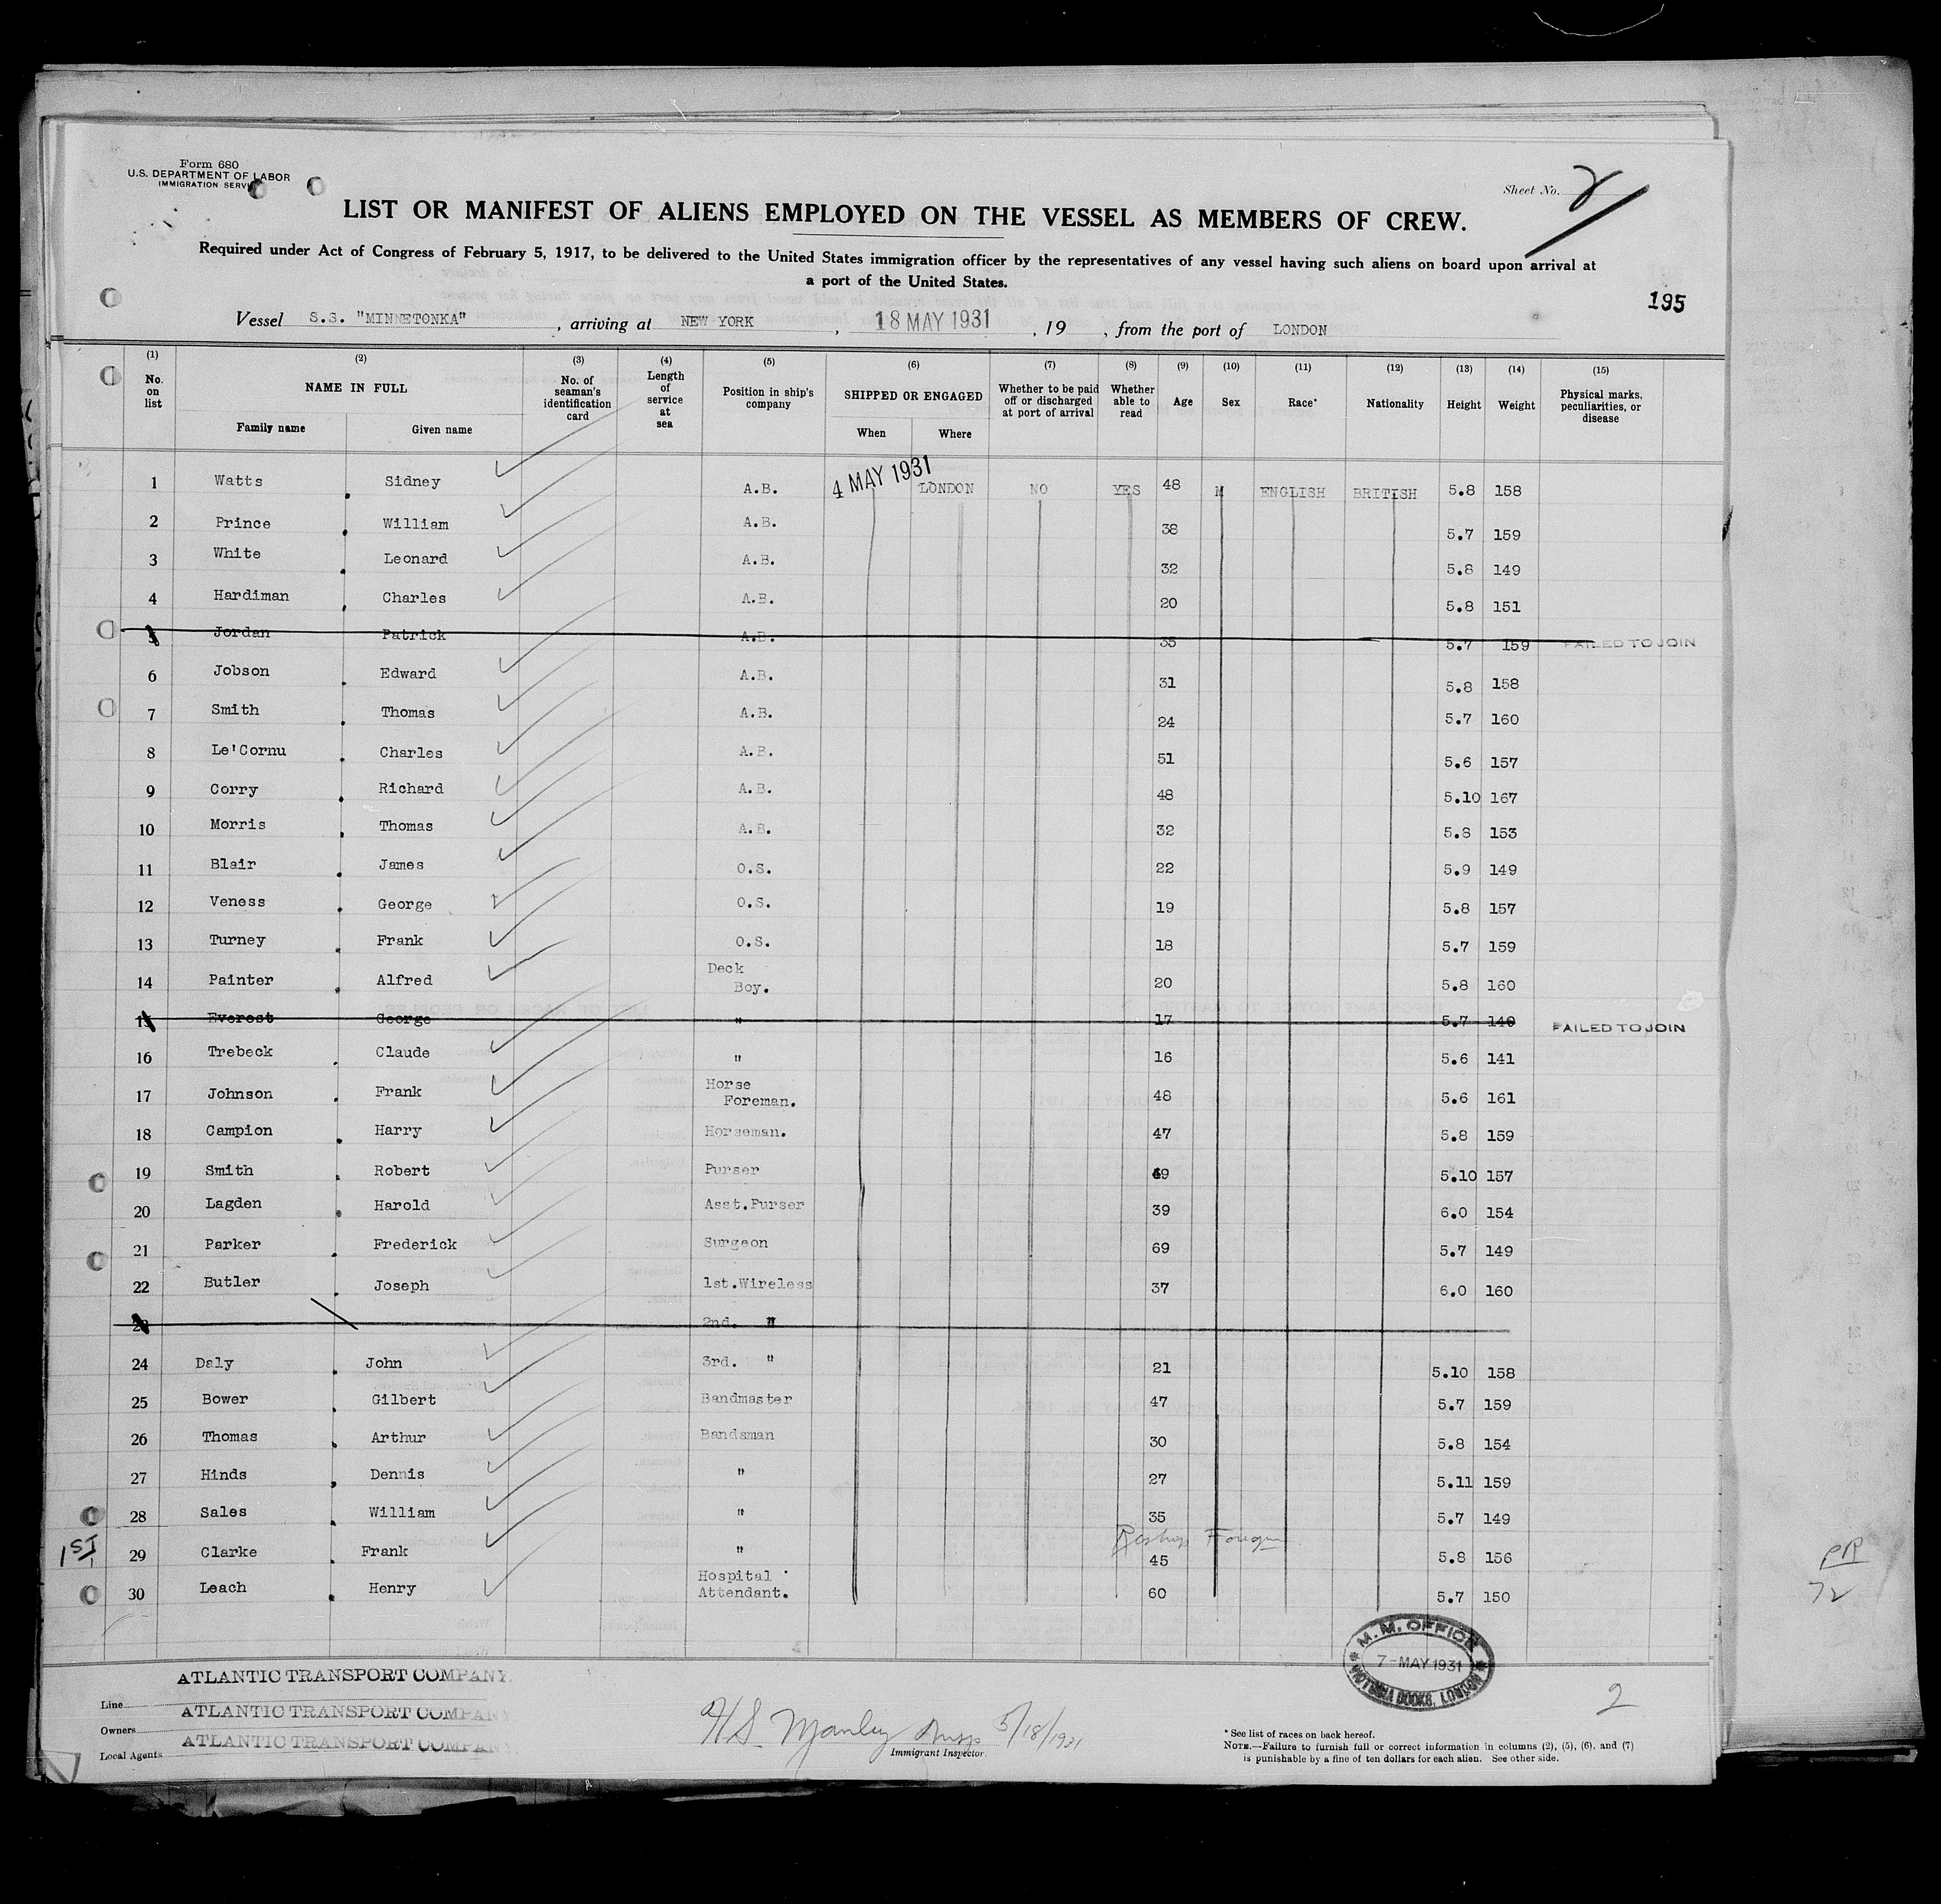 Form 680
U.S. DEPARTMENT OF LABOR
IMMIGRATION SERVICE
Sheet No. 2
LIST OR MANIFEST OF ALIENS EMPLOYED ON THE VESSEL AS MEMBERS OF CREW.
Required under Act of Congress of February 5, 1917, to be delivered to the United States immigration officer by the representatives of any vessel having such aliens on board upon arrival at
a port of the United States.
195
Vessel S.S. "MINNETONKA", arriving at NEW YORK, 18 MAY 1931, 19 , from the port of LONDON
(1) (2) (3) (4) (5) (6) (7) (8) (9) (10) (11) (12) (13) (14) (15)
No. on list NAME IN FULL Family name Given name No. of seaman's identification card Length of service at sea Position in ship's company SHIPPED OR ENGAGED When Where Whether to be paid off or discharged at port of arrival Whether able to read Age Sex Race* Nationality Height Weight Physical marks, peculiarities, or disease
1 Watts Sidney A.B. 4 MAY 1931 LONDON NO YES 48 M ENGLISH BRITISH 5.8 158
2 Prince William A.B. 38 5.7 159
3 White Leonard A.B. 32 5.8 149
4 Hardiman Charles A.B. 20 5.8 151
5 Jordan Patrick A.B. 35 5.7 159 FAILED TO JOIN
6 Jobson Edward A.B. 31 5.8 158
7 Smith Thomas A.B. 24 5.7 160
8 Le'Cornu Charles A.B. 51 5.6 157
9 Corry Richard A.B. 48 5.10 167
10 Morris Thomas A.B. 32 5.8 153
11 Blair James O.S. 22 5.9 149
12 Veness George O.S. 19 5.8 157
13 Turney Frank O.S. 18 5.7 159
14 Painter Alfred Deck Boy. 20 5.8 160
15 Everest George " 17 5.7 140 FAILED TO JOIN
16 Trebeck Claude " 16 5.6 141
17 Johnson Frank Horse Foreman. 48 5.6 161
18 Campion Harry Horseman. 47 5.8 159
19 Smith Robert Purser 49 5.10 157
20 Lagden Harold Asst.Purser 39 6.0 154
21 Parker Frederick Surgeon 69 5.7 149
22 Butler Joseph 1st.Wireless 37 6.0 160
23 2nd. "
24 Daly John 3rd. " 21 5.10 158
25 Bower Gilbert Bandmaster 47 5.7 159
26 Thomas Arthur Bandsman 30 5.8 154
27 Hinds Dennis " 27 5.11 159
28 Sales William " 35 5.7 149
1ST 29 Clarke Frank " 45 5.8 156
30 Leach Henry Hospital Attendant. 60 5.7 150
PR
72
M.M. OFFICE
7-MAY 1931
VICTORIA DOCKS, LONDON
Line ATLANTIC TRANSPORT COMPANY.
Owners ATLANTIC TRANSPORT COMPANY
Local Agents ATLANTIC TRANSPORT COMPANY
H.S. Manley 5/18/1931
Immigrant Inspector.
2
* See list of races on back hereof.
NOTE.—Failure to furnish full or correct information in columns (2), (5), (6), and (7)
is punishable by a fine of ten dollars for each alien. See other side.